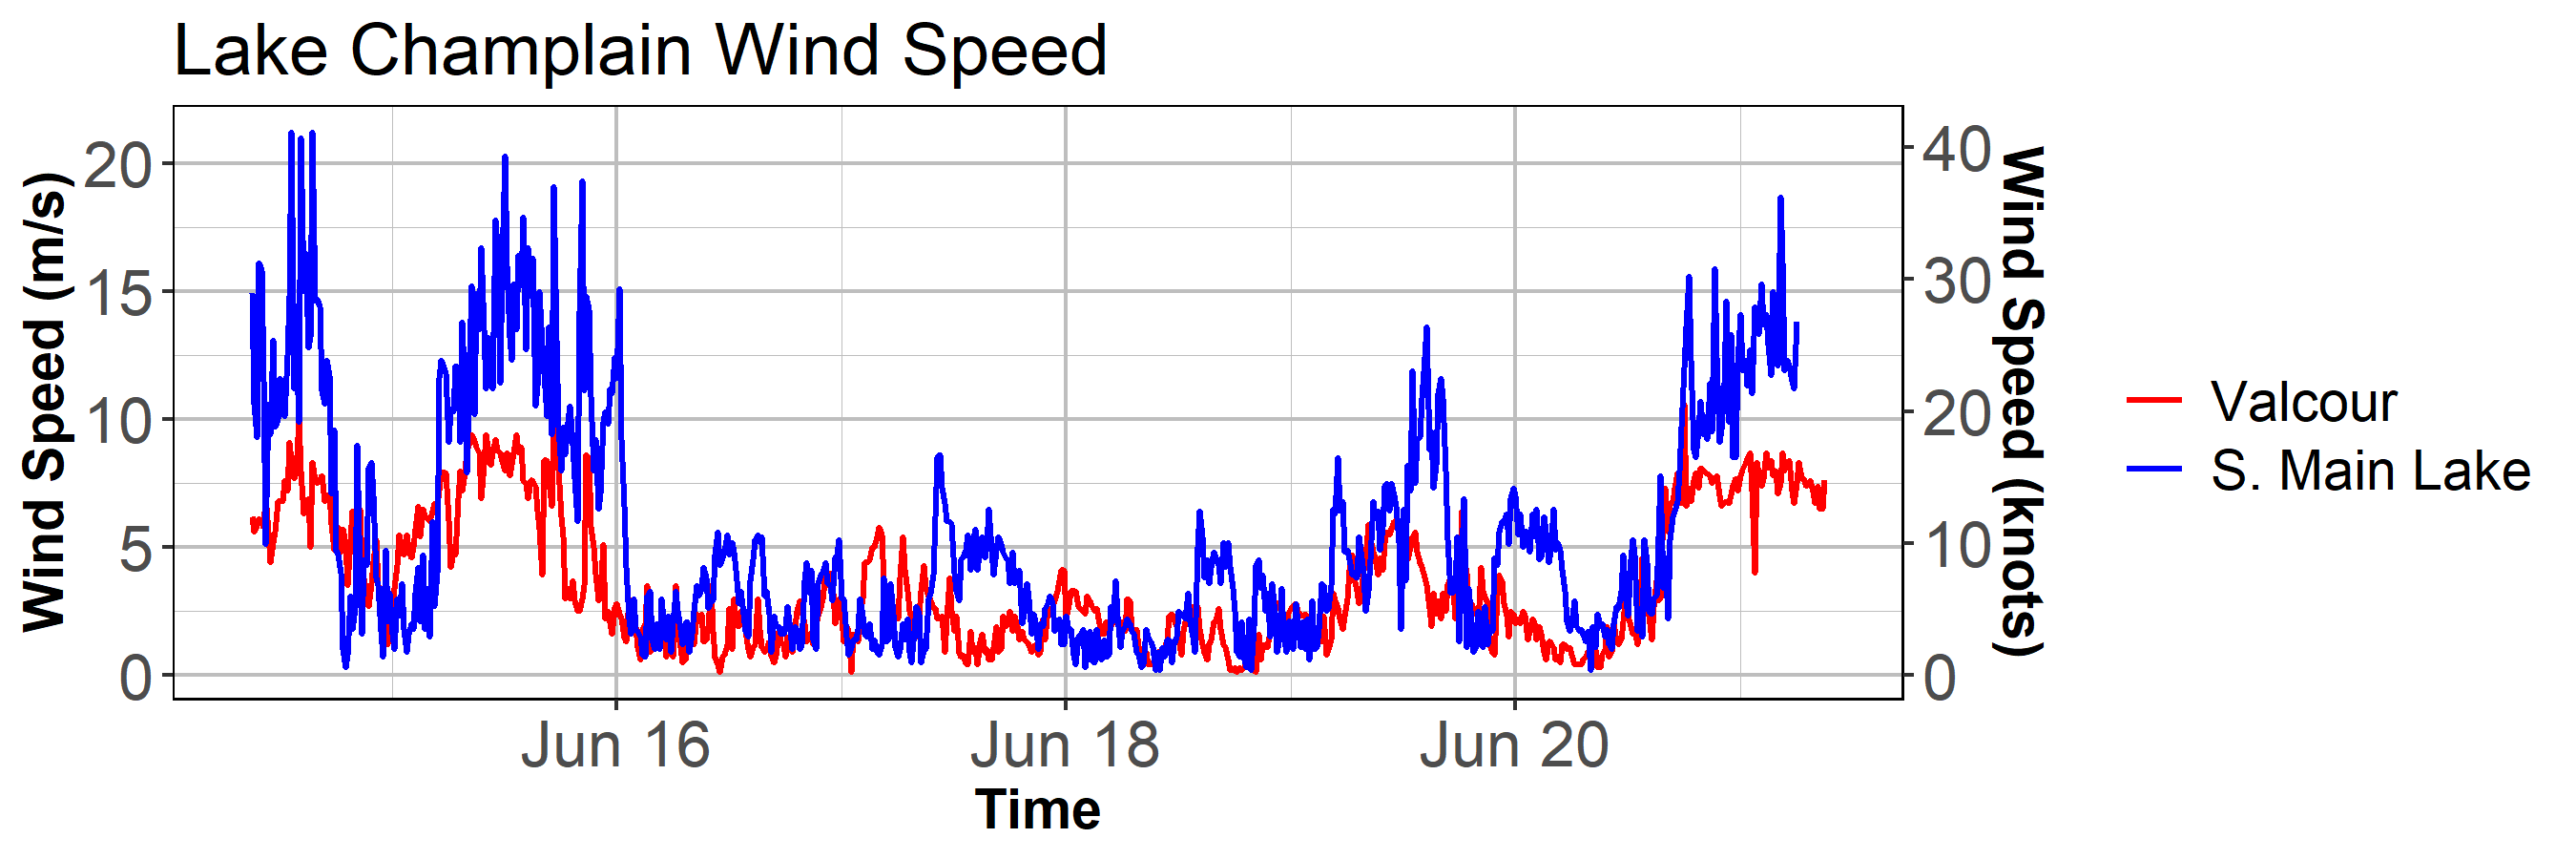 Lake Champlain Wind Speed
Wind Speed (m/s)
20
15
10
5
0
40
30
20
10
0
Wind Speed (knots)
Jun 16
Jun 18
Jun 20
Time
Valcour
S. Main Lake